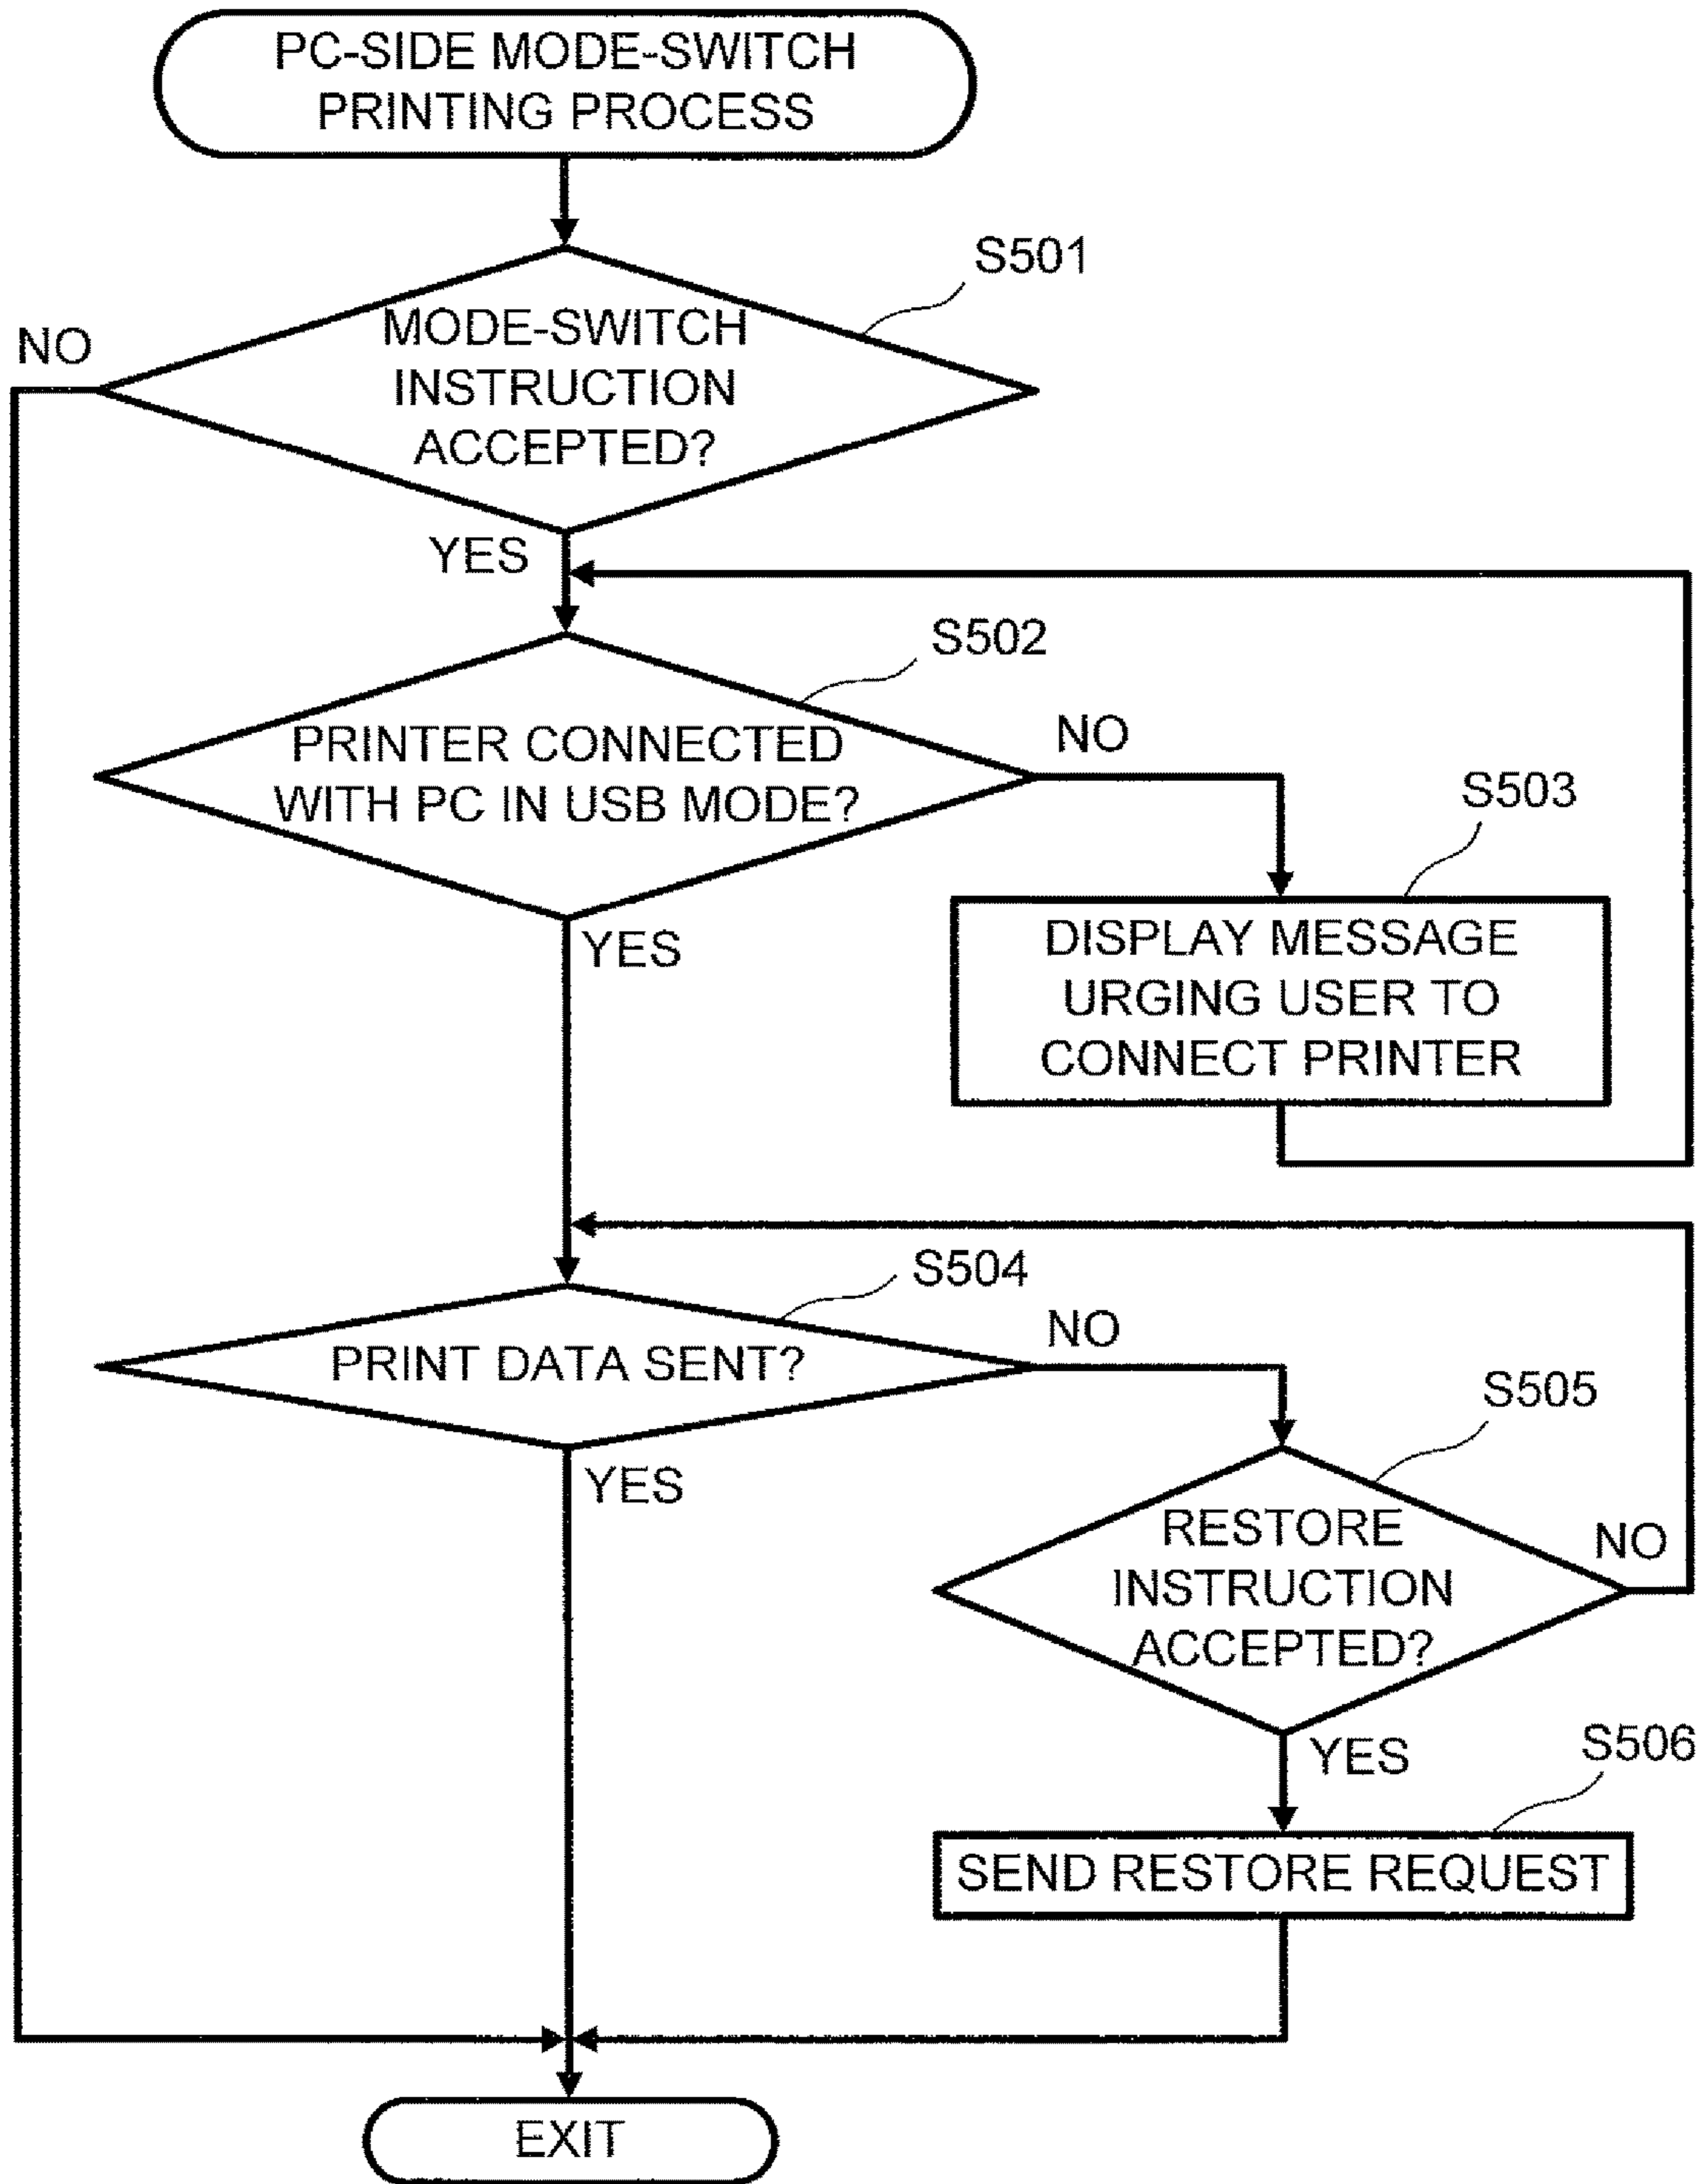 PC-SIDE MODE-SWITCH
PRINTING PROCESS
S501
MODE-SWITCH
INSTRUCTION
ACCEPTED?
NO
YES
S502
PRINTER CONNECTED
WITH PC IN USB MODE?
NO
S503
DISPLAY MESSAGE
URGING USER TO
CONNECT PRINTER
YES
S504
PRINT DATA SENT?
NO
S505
YES
RESTORE
INSTRUCTION
ACCEPTED?
NO
YES
S506
SEND RESTORE REQUEST
EXIT